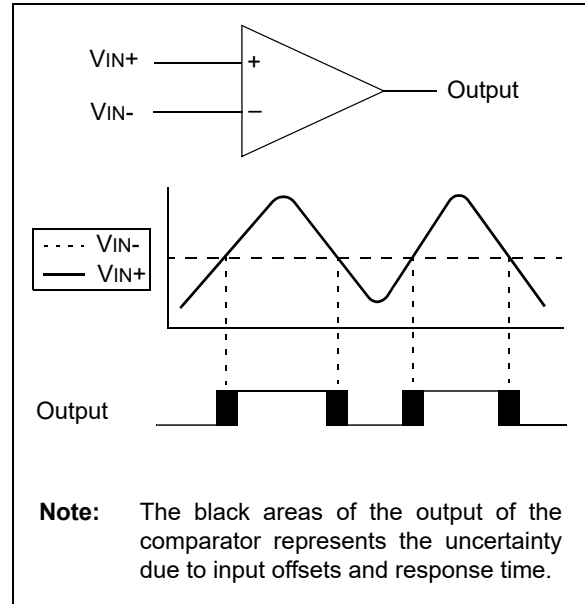 VIN+
+
Output
VIN-
–
VIN-
VIN+
Output
Note: The black areas of the output of the
comparator represents the uncertainty
due to input offsets and response time.